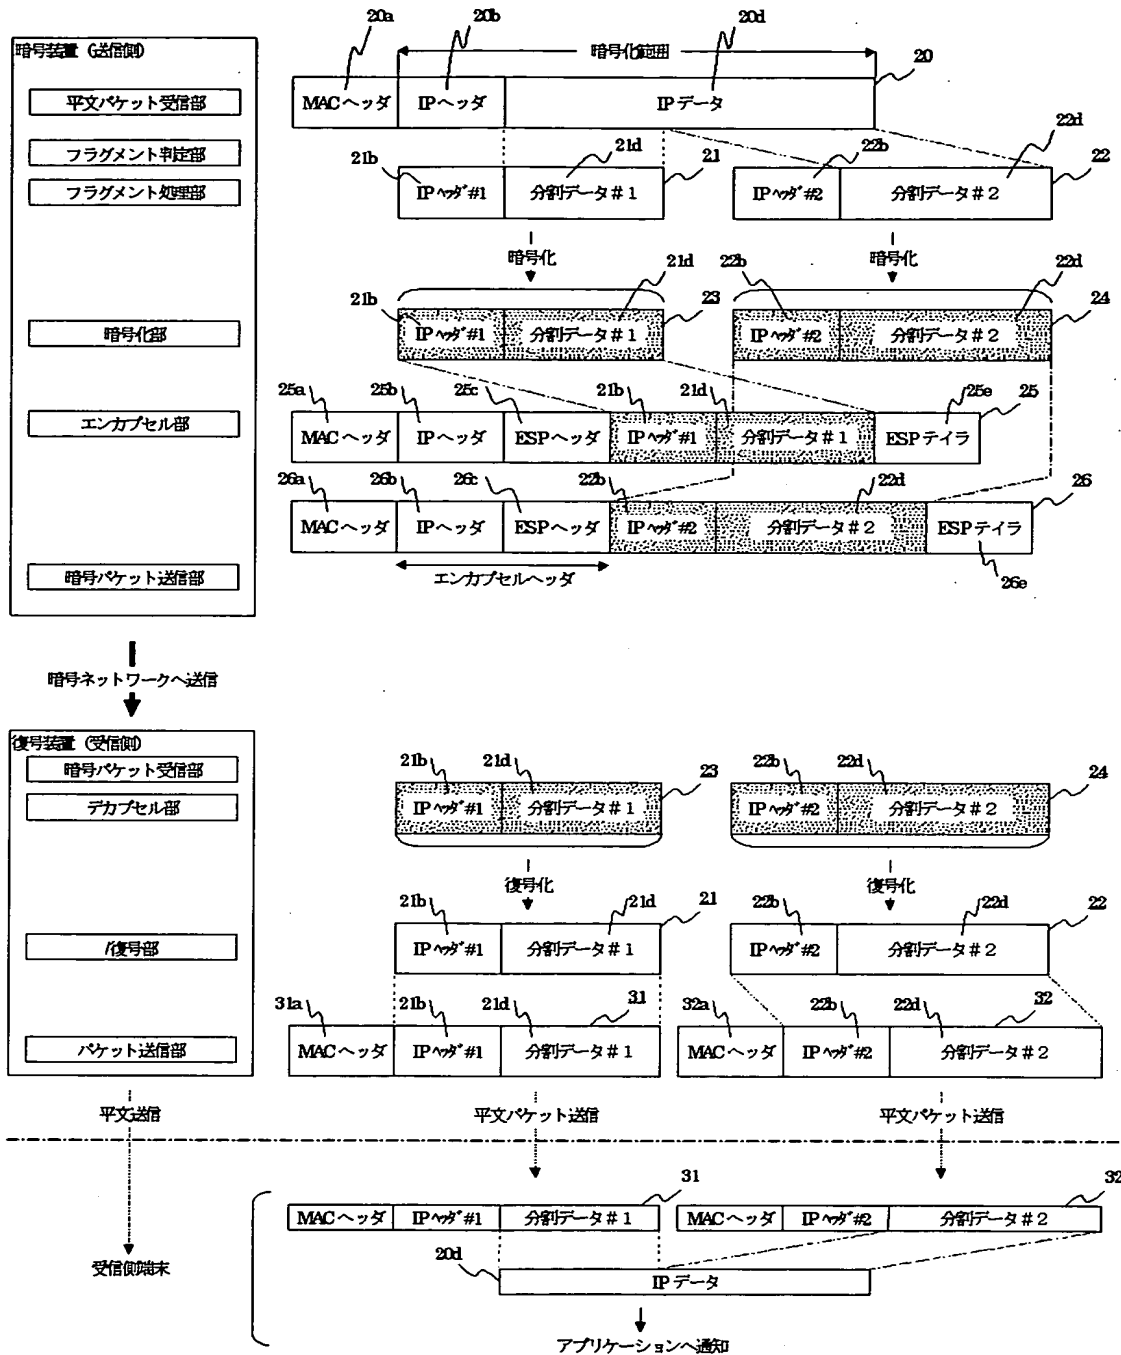 20a 20b 20d
暗号装置（送信側） 暗号化範囲 20
平文パケット受信部 MACヘッダ IPヘッダ IPデータ
22d
フラグメント判定部 21b 21d 21 22b 22
フラグメント処理部 IPヘッダ#1 分割データ#1 IPヘッダ#2 分割データ#2
暗号化 暗号化
21b 21d 23 22b 22d 24
暗号化部 IPヘッダ#1 分割データ#1 IPヘッダ#2 分割データ#2
25a 25b 25c 21b 21d 25e 25
エンカプセル部 MACヘッダ IPヘッダ ESPヘッダ IPヘッダ#1 分割データ#1 ESPテイラ
26a 26b 26c 22b 22d 26
MACヘッダ IPヘッダ ESPヘッダ IPヘッダ#2 分割データ#2 ESPテイラ
暗号パケット送信部 エンカプセルヘッダ 26e
暗号ネットワークへ送信
復号装置（受信側）
暗号パケット受信部 21b 21d 23 22b 22d 24
デカプセル部 IPヘッダ#1 分割データ#1 IPヘッダ#2 分割データ#2
復号化 復号化
21b 21d 21 22b 22d 22
/復号部 IPヘッダ#1 分割データ#1 IPヘッダ#2 分割データ#2
31a 21b 21d 31 32a 22b 22d 32
パケット送信部 MACヘッダ IPヘッダ#1 分割データ#1 MACヘッダ IPヘッダ#2 分割データ#2
平文送信 平文パケット送信 平文パケット送信
31 32
MACヘッダ IPヘッダ#1 分割データ#1 MACヘッダ IPヘッダ#2 分割データ#2
受信側端末 20d IPデータ
アプリケーションへ通知